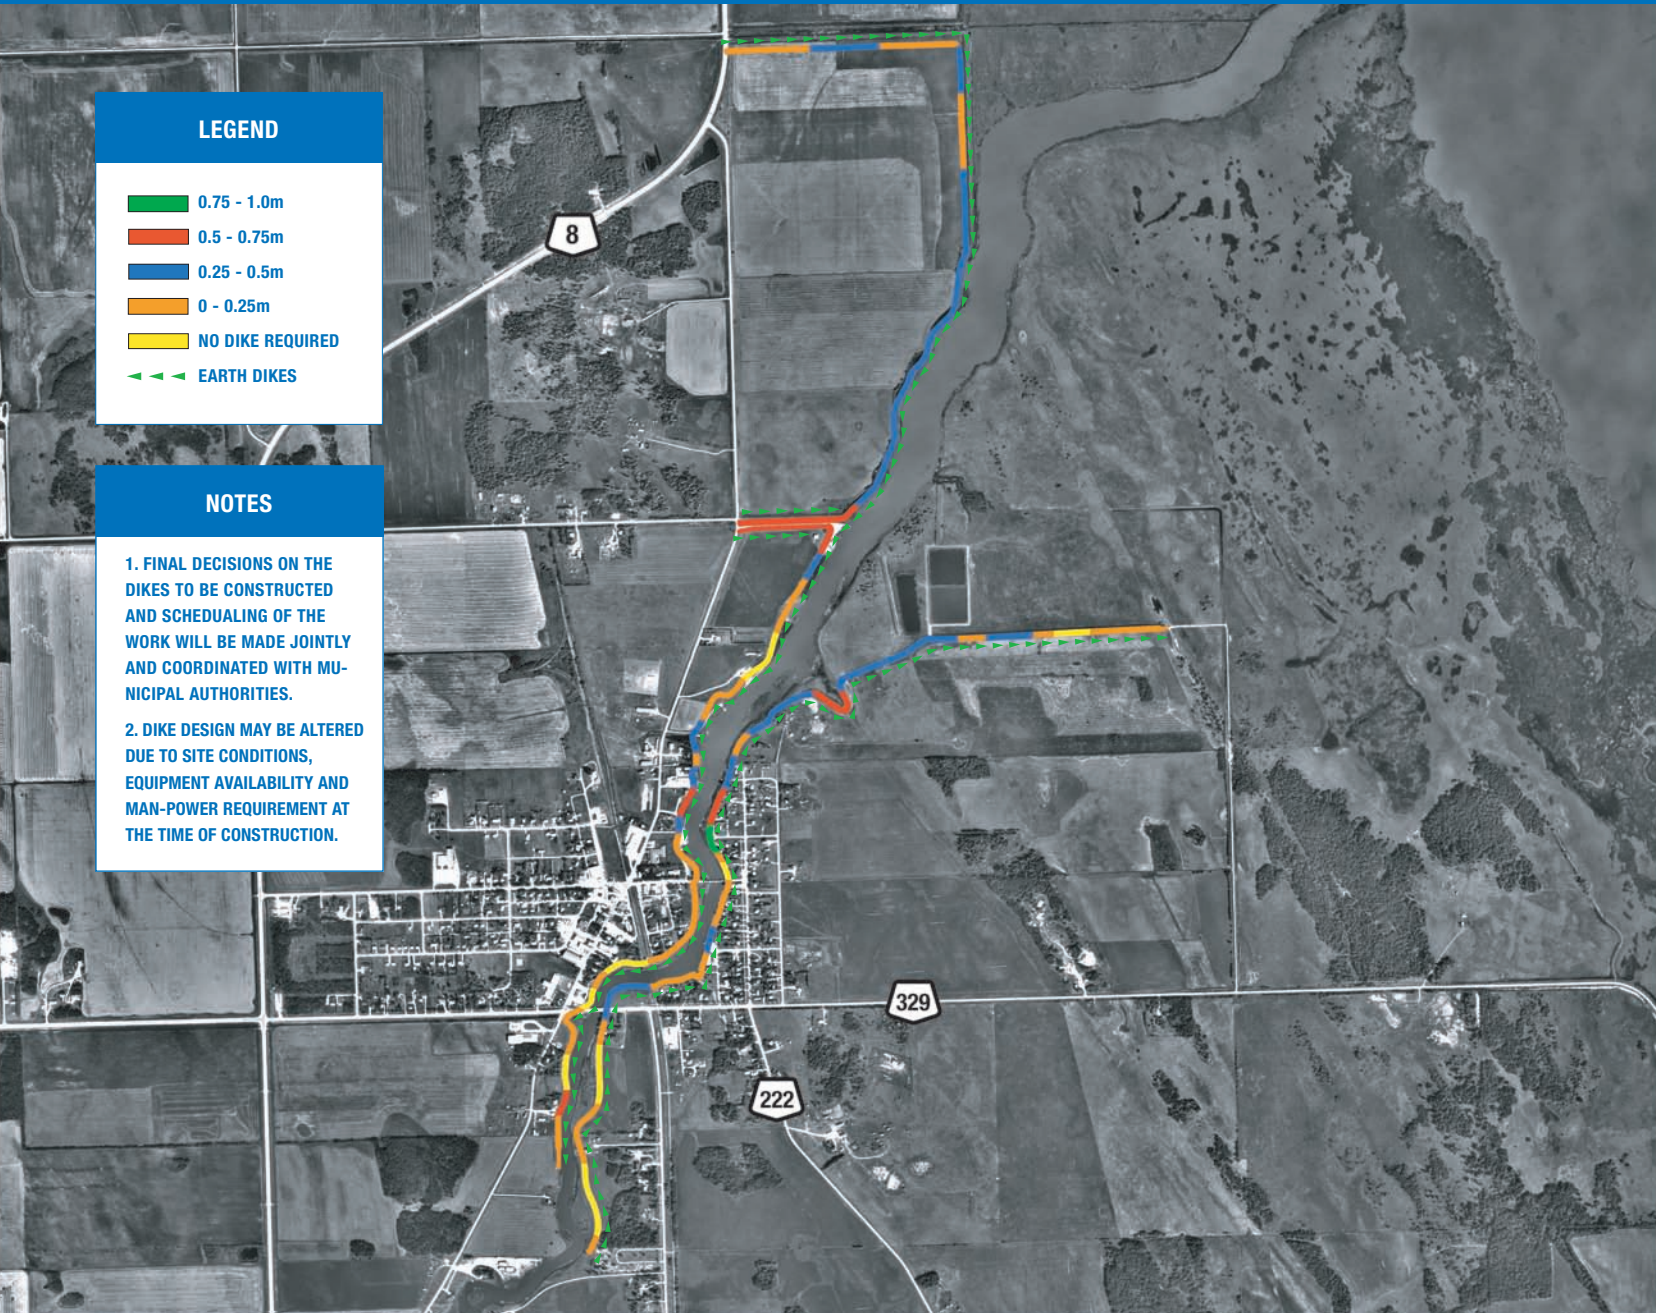 LEGEND
0.75 - 1.0m
0.5 - 0.75m
0.25 - 0.5m
0 - 0.25m
NO DIKE REQUIRED
EARTH DIKES
NOTES
1. FINAL DECISIONS ON THE
DIKES TO BE CONSTRUCTED
AND SCHEDUALING OF THE
WORK WILL BE MADE JOINTLY
AND COORDINATED WITH MU-
NICIPAL AUTHORITIES.
2. DIKE DESIGN MAY BE ALTERED
DUE TO SITE CONDITIONS,
EQUIPMENT AVAILABILITY AND
MAN-POWER REQUIREMENT AT
THE TIME OF CONSTRUCTION.
8
329
222